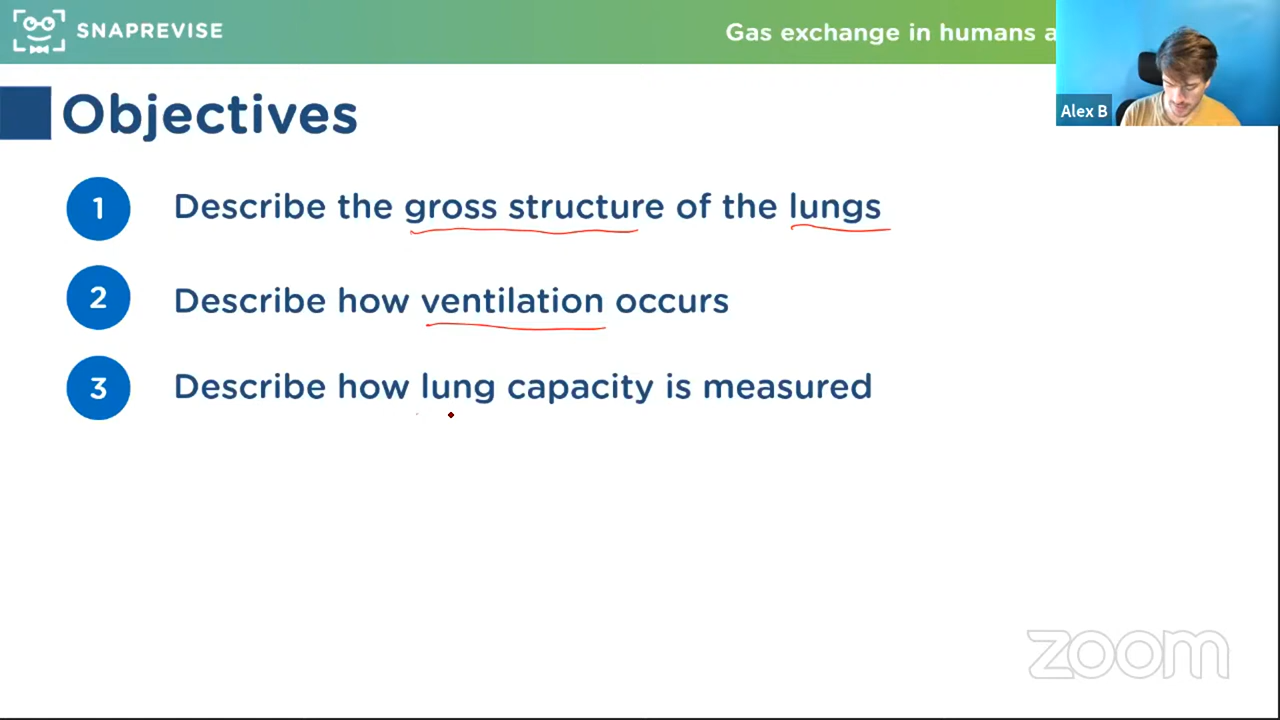 SNAPREVISE
Gas exchange in humans a
Alex B
Objectives
1 Describe the gross structure of the lungs
2 Describe how ventilation occurs
3 Describe how lung capacity is measured
zoom